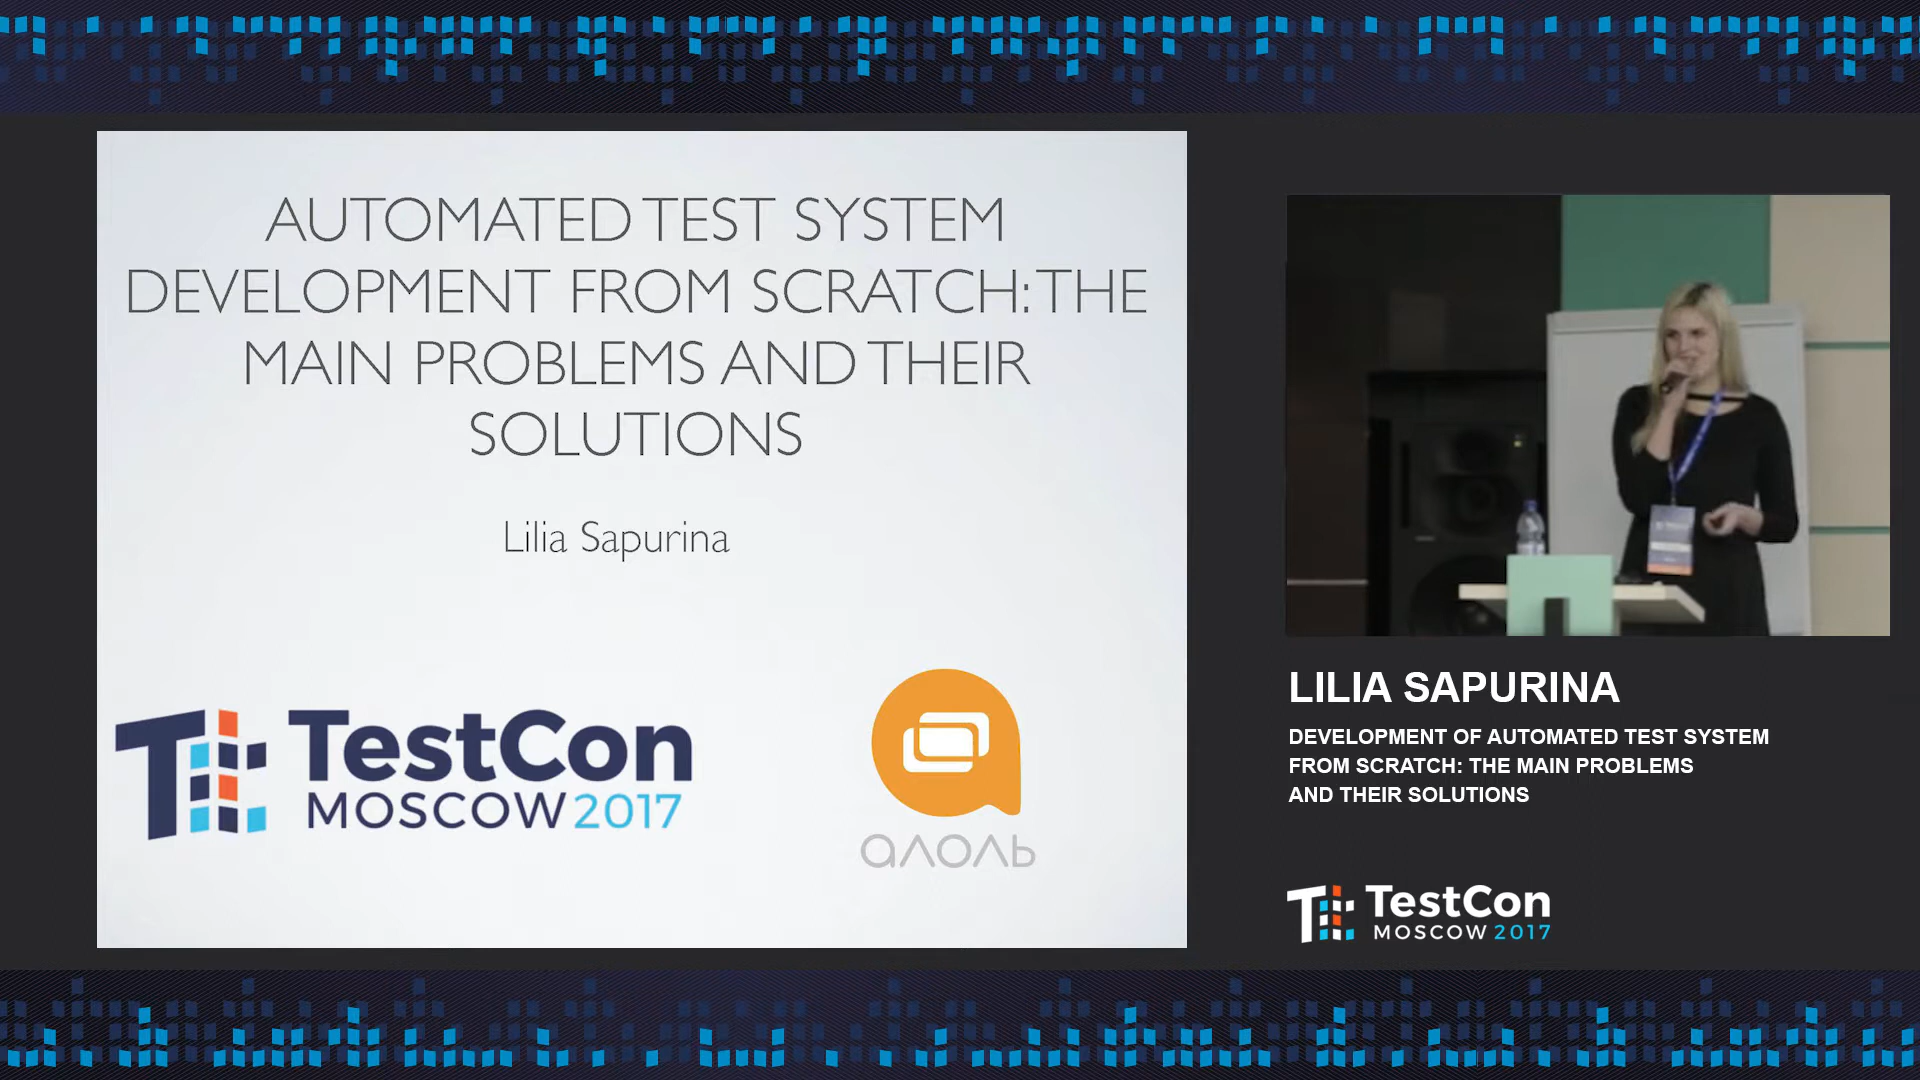 AUTOMATED TEST SYSTEM
DEVELOPMENT FROM SCRATCH: THE
MAIN PROBLEMS AND THEIR
SOLUTIONS
Lilia Sapurina
TestCon
MOSCOW 2017
алоль
LILIA SAPURINA
DEVELOPMENT OF AUTOMATED TEST SYSTEM
FROM SCRATCH: THE MAIN PROBLEMS
AND THEIR SOLUTIONS
TestCon
MOSCOW 2017